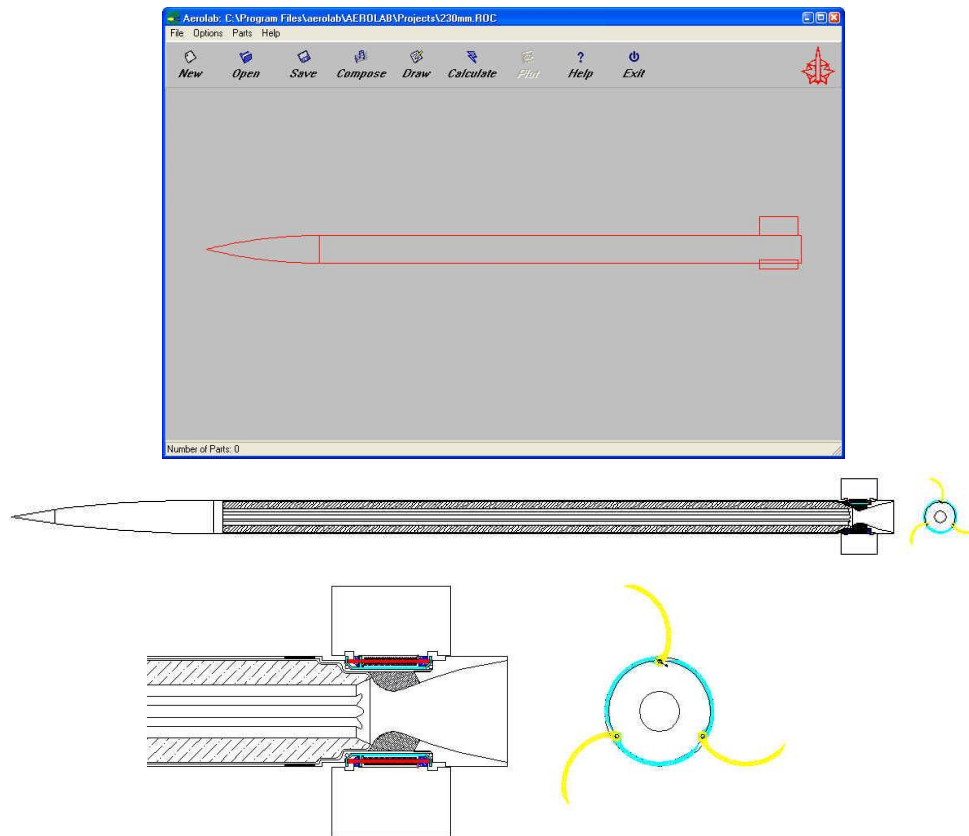 Aerolab: C:\Program Files\aerolab\AEROLAB\Projects\230mm.ROC
File Options Parts Help
New Open Save Compose Draw Calculate Plot Help Exit
Number of Parts: 0